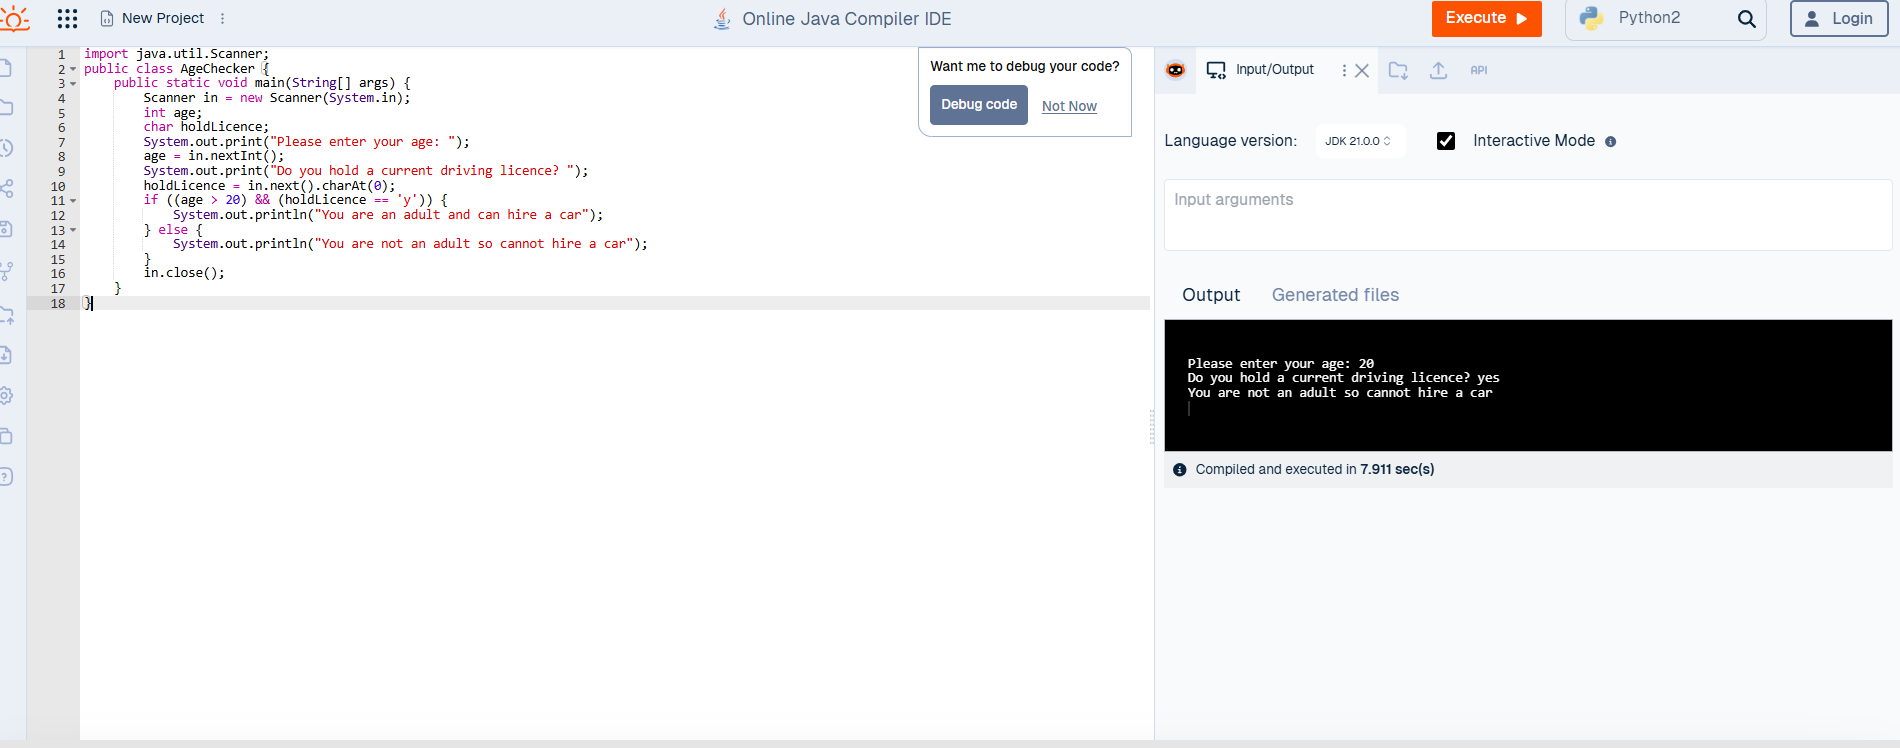 New Project
Online Java Compiler IDE
Execute
Python2
Login
1 import java.util.Scanner;
2 public class AgeChecker {
3     public static void main(String[] args) {
4         Scanner in = new Scanner(System.in);
5         int age;
6         char holdLicence;
7         System.out.print("Please enter your age: ");
8         age = in.nextInt();
9         System.out.print("Do you hold a current driving licence? ");
10         holdLicence = in.next().charAt(0);
11         if ((age > 20) && (holdLicence == 'y')) {
12             System.out.println("You are an adult and can hire a car");
13         } else {
14             System.out.println("You are not an adult so cannot hire a car");
15         }
16         in.close();
17     }
18 }
Want me to debug your code?
Debug code
Not Now
Input/Output
API
Language version:
JDK 21.0.0
Interactive Mode
Input arguments
Output
Generated files
Please enter your age: 20
Do you hold a current driving licence? yes
You are not an adult so cannot hire a car
Compiled and executed in 7.911 sec(s)